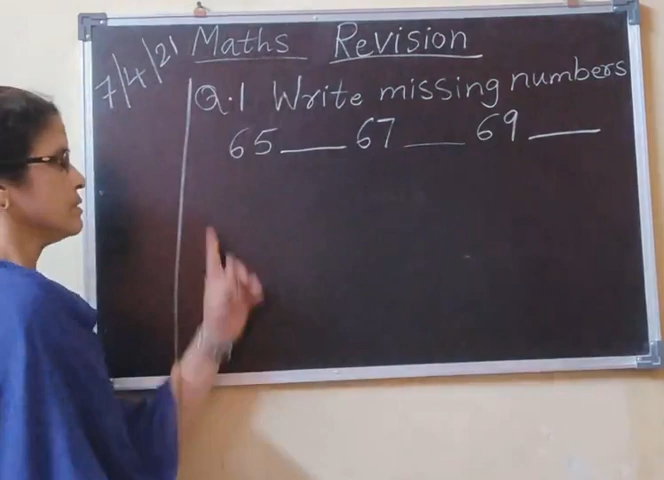 7/4/21
Maths Revision
Q.1 Write missing numbers
65 ___ 67 ___ 69 ___